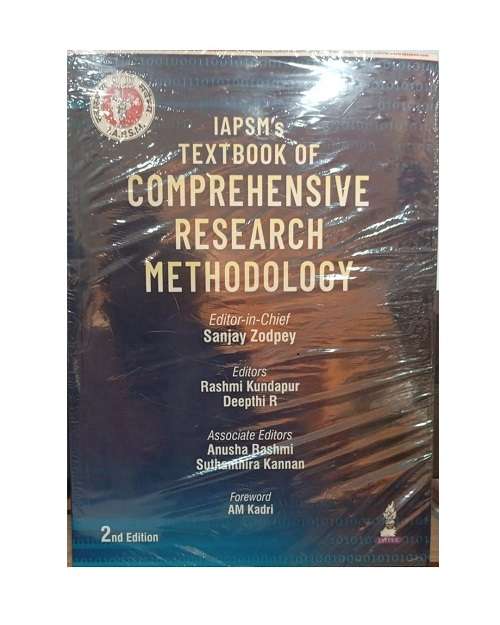 IAPSM's
TEXTBOOK OF
COMPREHENSIVE
RESEARCH
METHODOLOGY
Editor-in-Chief
Sanjay Zodpey
Editors
Rashmi Kundapur
Deepthi R
Associate Editors
Anusha Rashmi
Suthanthira Kannan
Foreword
AM Kadri
2nd Edition
JAYPEE